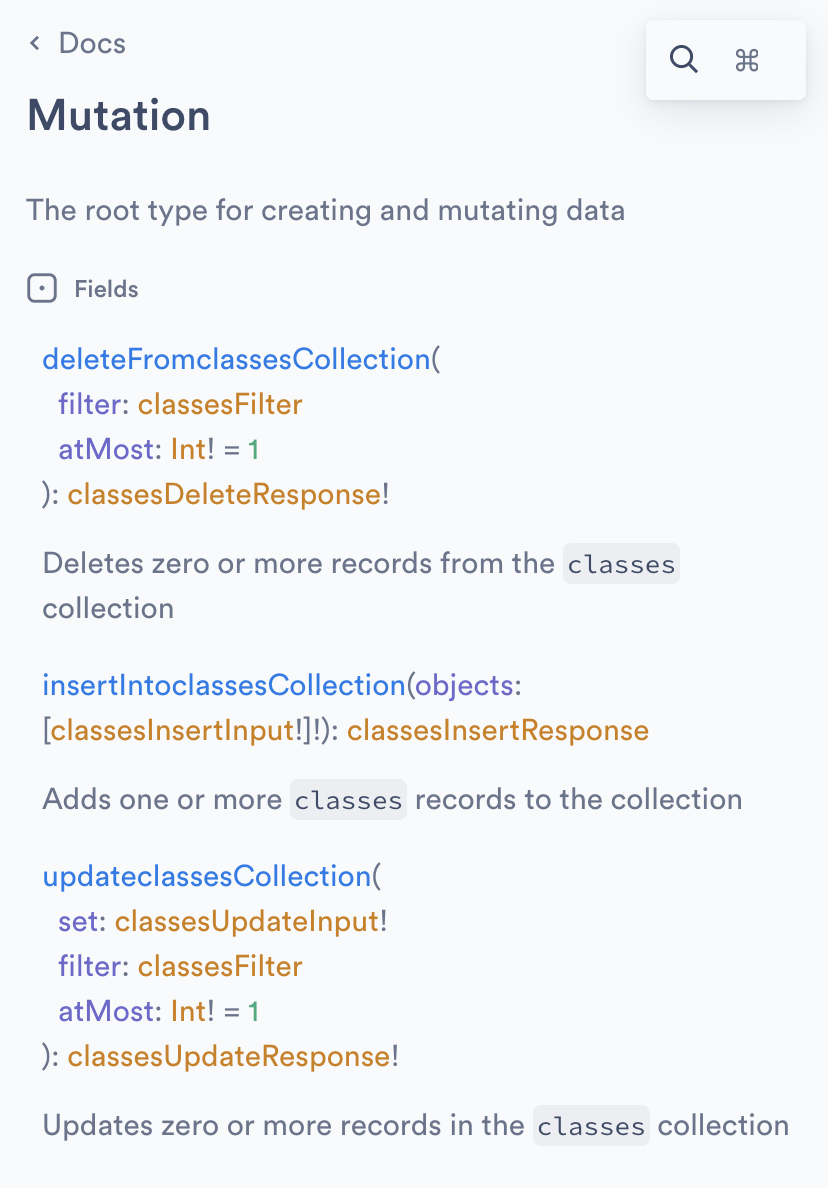 Docs
⌘
Mutation
The root type for creating and mutating data
Fields
deleteFromclassesCollection(
filter: classesFilter
atMost: Int! = 1
): classesDeleteResponse!
Deletes zero or more records from the classes
collection
insertIntoclassesCollection(objects:
[classesInsertInput!]!): classesInsertResponse
Adds one or more classes records to the collection
updateclassesCollection(
set: classesUpdateInput!
filter: classesFilter
atMost: Int! = 1
): classesUpdateResponse!
Updates zero or more records in the classes collection